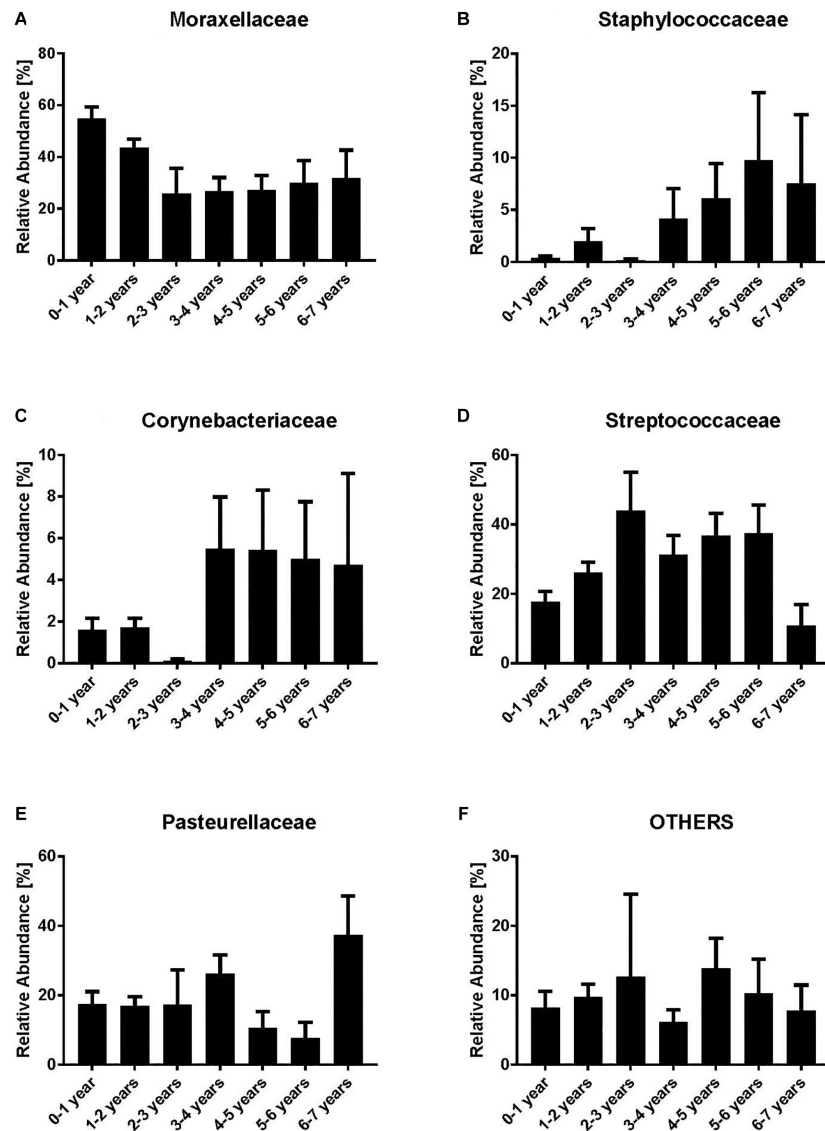 A
Moraxellaceae
Relative Abundance [%]
80
60
40
20
0
0-1 year
1-2 years
2-3 years
3-4 years
4-5 years
5-6 years
6-7 years
B
Staphylococcaceae
Relative Abundance [%]
20
15
10
5
0
0-1 year
1-2 years
2-3 years
3-4 years
4-5 years
5-6 years
6-7 years
C
Corynebacteriaceae
Relative Abundance [%]
10
8
6
4
2
0
0-1 year
1-2 years
2-3 years
3-4 years
4-5 years
5-6 years
6-7 years
D
Streptococcaceae
Relative Abundance [%]
60
40
20
0
0-1 year
1-2 years
2-3 years
3-4 years
4-5 years
5-6 years
6-7 years
E
Pasteurellaceae
Relative Abundance [%]
60
40
20
0
0-1 year
1-2 years
2-3 years
3-4 years
4-5 years
5-6 years
6-7 years
F
OTHERS
Relative Abundance [%]
30
20
10
0
0-1 year
1-2 years
2-3 years
3-4 years
4-5 years
5-6 years
6-7 years